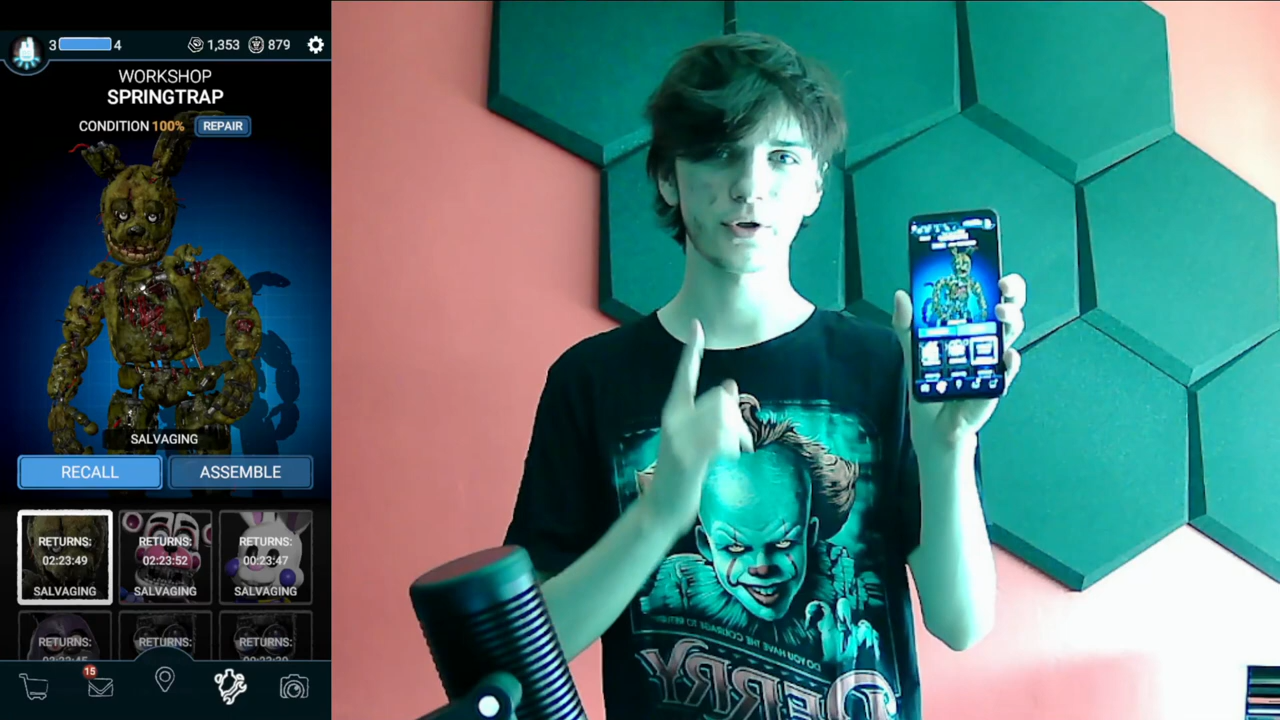 3 4 1,353 879
WORKSHOP
SPRINGTRAP
CONDITION 100% REPAIR
SALVAGING
RECALL ASSEMBLE
RETURNS: RETURNS: RETURNS:
02:23:49 02:23:52 00:23:47
SALVAGING SALVAGING SALVAGING
RETURNS: RETURNS: RETURNS:
15
DO YOU HAVE THE COURAGE TO RETURN
DERRY